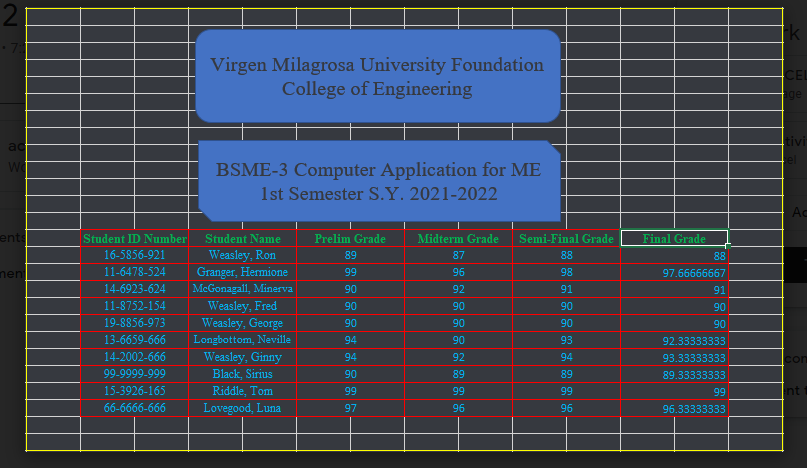 Virgen Milagrosa University Foundation
College of Engineering
BSME-3 Computer Application for ME
1st Semester S.Y. 2021-2022
Student ID Number Student Name Prelim Grade Midterm Grade Semi-Final Grade Final Grade
16-5856-921 Weasley, Ron 89 87 88 88
11-6478-524 Granger, Hermione 99 96 98 97.66666667
14-6923-624 McGonagall, Minerva 90 92 91 91
11-8752-154 Weasley, Fred 90 90 90 90
19-8856-973 Weasley, George 90 90 90 90
13-6659-666 Longbottom, Neville 94 90 93 92.33333333
14-2002-666 Weasley, Ginny 94 92 94 93.33333333
99-9999-999 Black, Sirius 90 89 89 89.33333333
15-3926-165 Riddle, Tom 99 99 99 99
66-6666-666 Lovegood, Luna 97 96 96 96.33333333